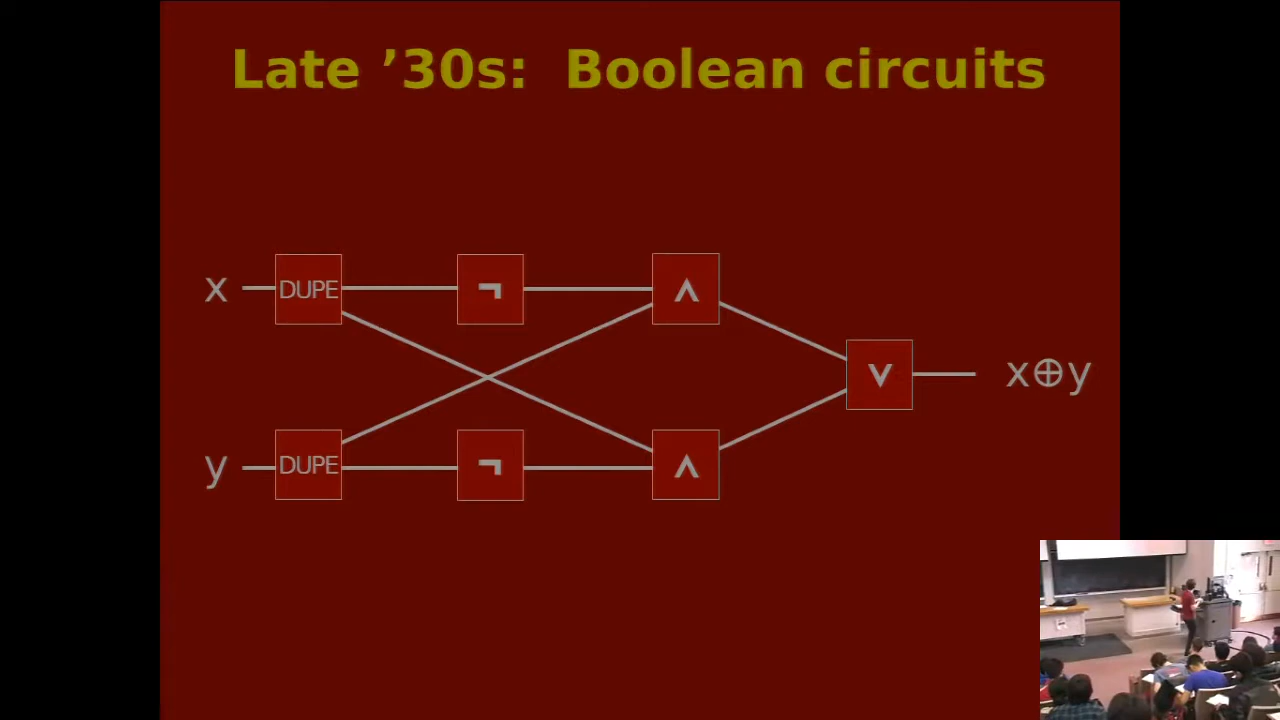 Late ’30s: Boolean circuits
x DUPE ¬ ∧
∨ x⊕y
y DUPE ¬ ∧